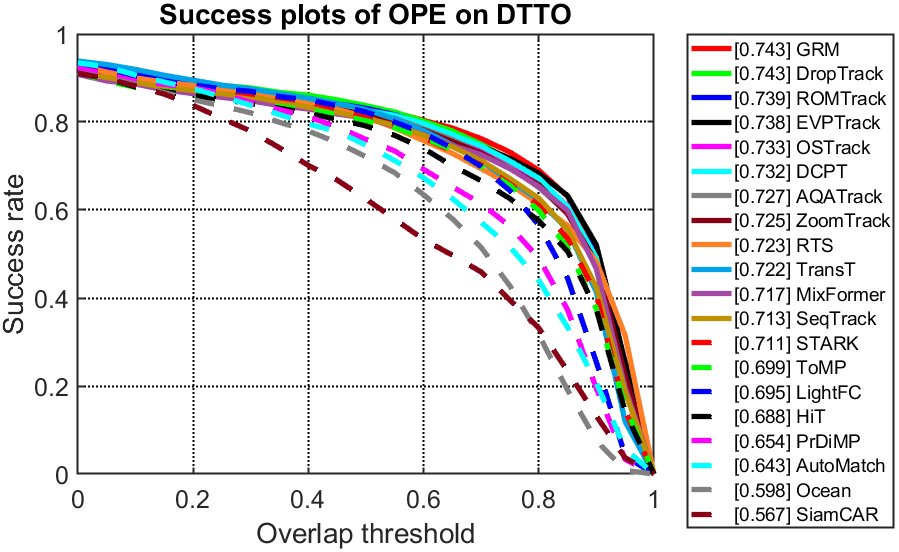 Success plots of OPE on DTTO
1
0.8
0.6
0.4
0.2
0
0
0.2
0.4
0.6
0.8
1
Success rate
Overlap threshold
[0.743] GRM
[0.743] DropTrack
[0.739] ROMTrack
[0.738] EVPTrack
[0.733] OSTrack
[0.732] DCPT
[0.727] AQATrack
[0.725] ZoomTrack
[0.723] RTS
[0.722] TransT
[0.717] MixFormer
[0.713] SeqTrack
[0.711] STARK
[0.699] ToMP
[0.695] LightFC
[0.688] HiT
[0.654] PrDiMP
[0.643] AutoMatch
[0.598] Ocean
[0.567] SiamCAR